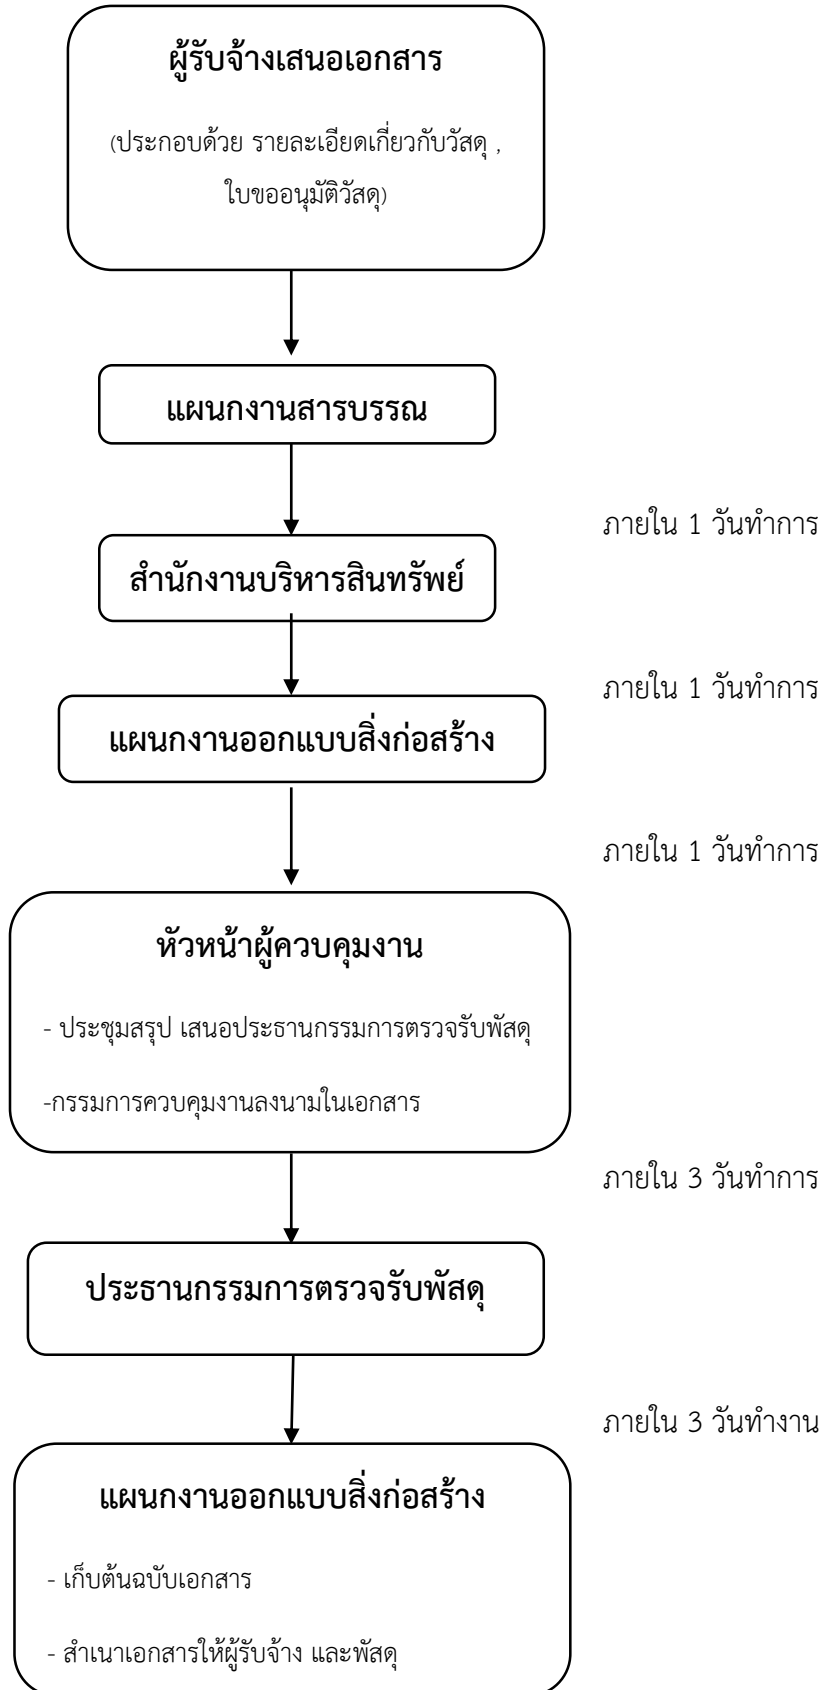 ผู้รับจ้างเสนอเอกสาร
(ประกอบด้วย รายละเอียดเกี่ยวกับวัสดุ ,
ใบขออนุมัติวัสดุ)
แผนกงานสารบรรณ
ภายใน 1 วันทำการ
สำนักงานบริหารสินทรัพย์
ภายใน 1 วันทำการ
แผนกงานออกแบบสิ่งก่อสร้าง
ภายใน 1 วันทำการ
หัวหน้าผู้ควบคุมงาน
- ประชุมสรุป เสนอประธานกรรมการตรวจรับพัสดุ
-กรรมการควบคุมงานลงนามในเอกสาร
ภายใน 3 วันทำการ
ประธานกรรมการตรวจรับพัสดุ
ภายใน 3 วันทำงาน
แผนกงานออกแบบสิ่งก่อสร้าง
- เก็บต้นฉบับเอกสาร
- สำเนาเอกสารให้ผู้รับจ้าง และพัสดุ